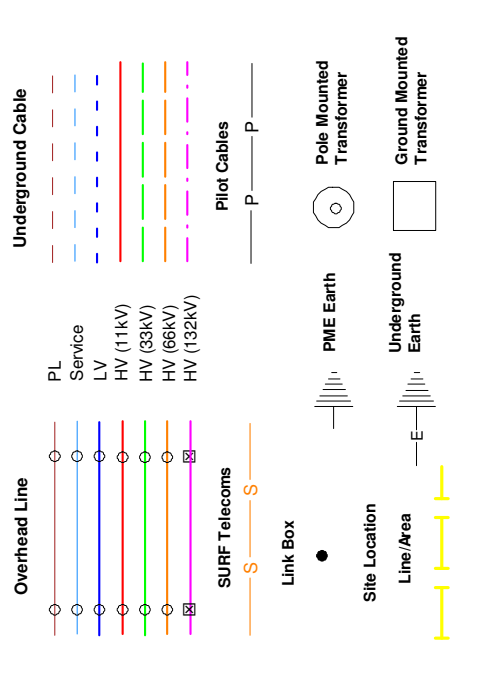 Overhead Line
Underground Cable
PL
Service
LV
HV (11kV)
HV (33kV)
HV (66kV)
HV (132kV)
SURF Telecoms
S
S
Pilot Cables
P
P
Link Box
PME Earth
Pole Mounted
Transformer
Site Location
Line/Area
E
Underground
Earth
Ground Mounted
Transformer